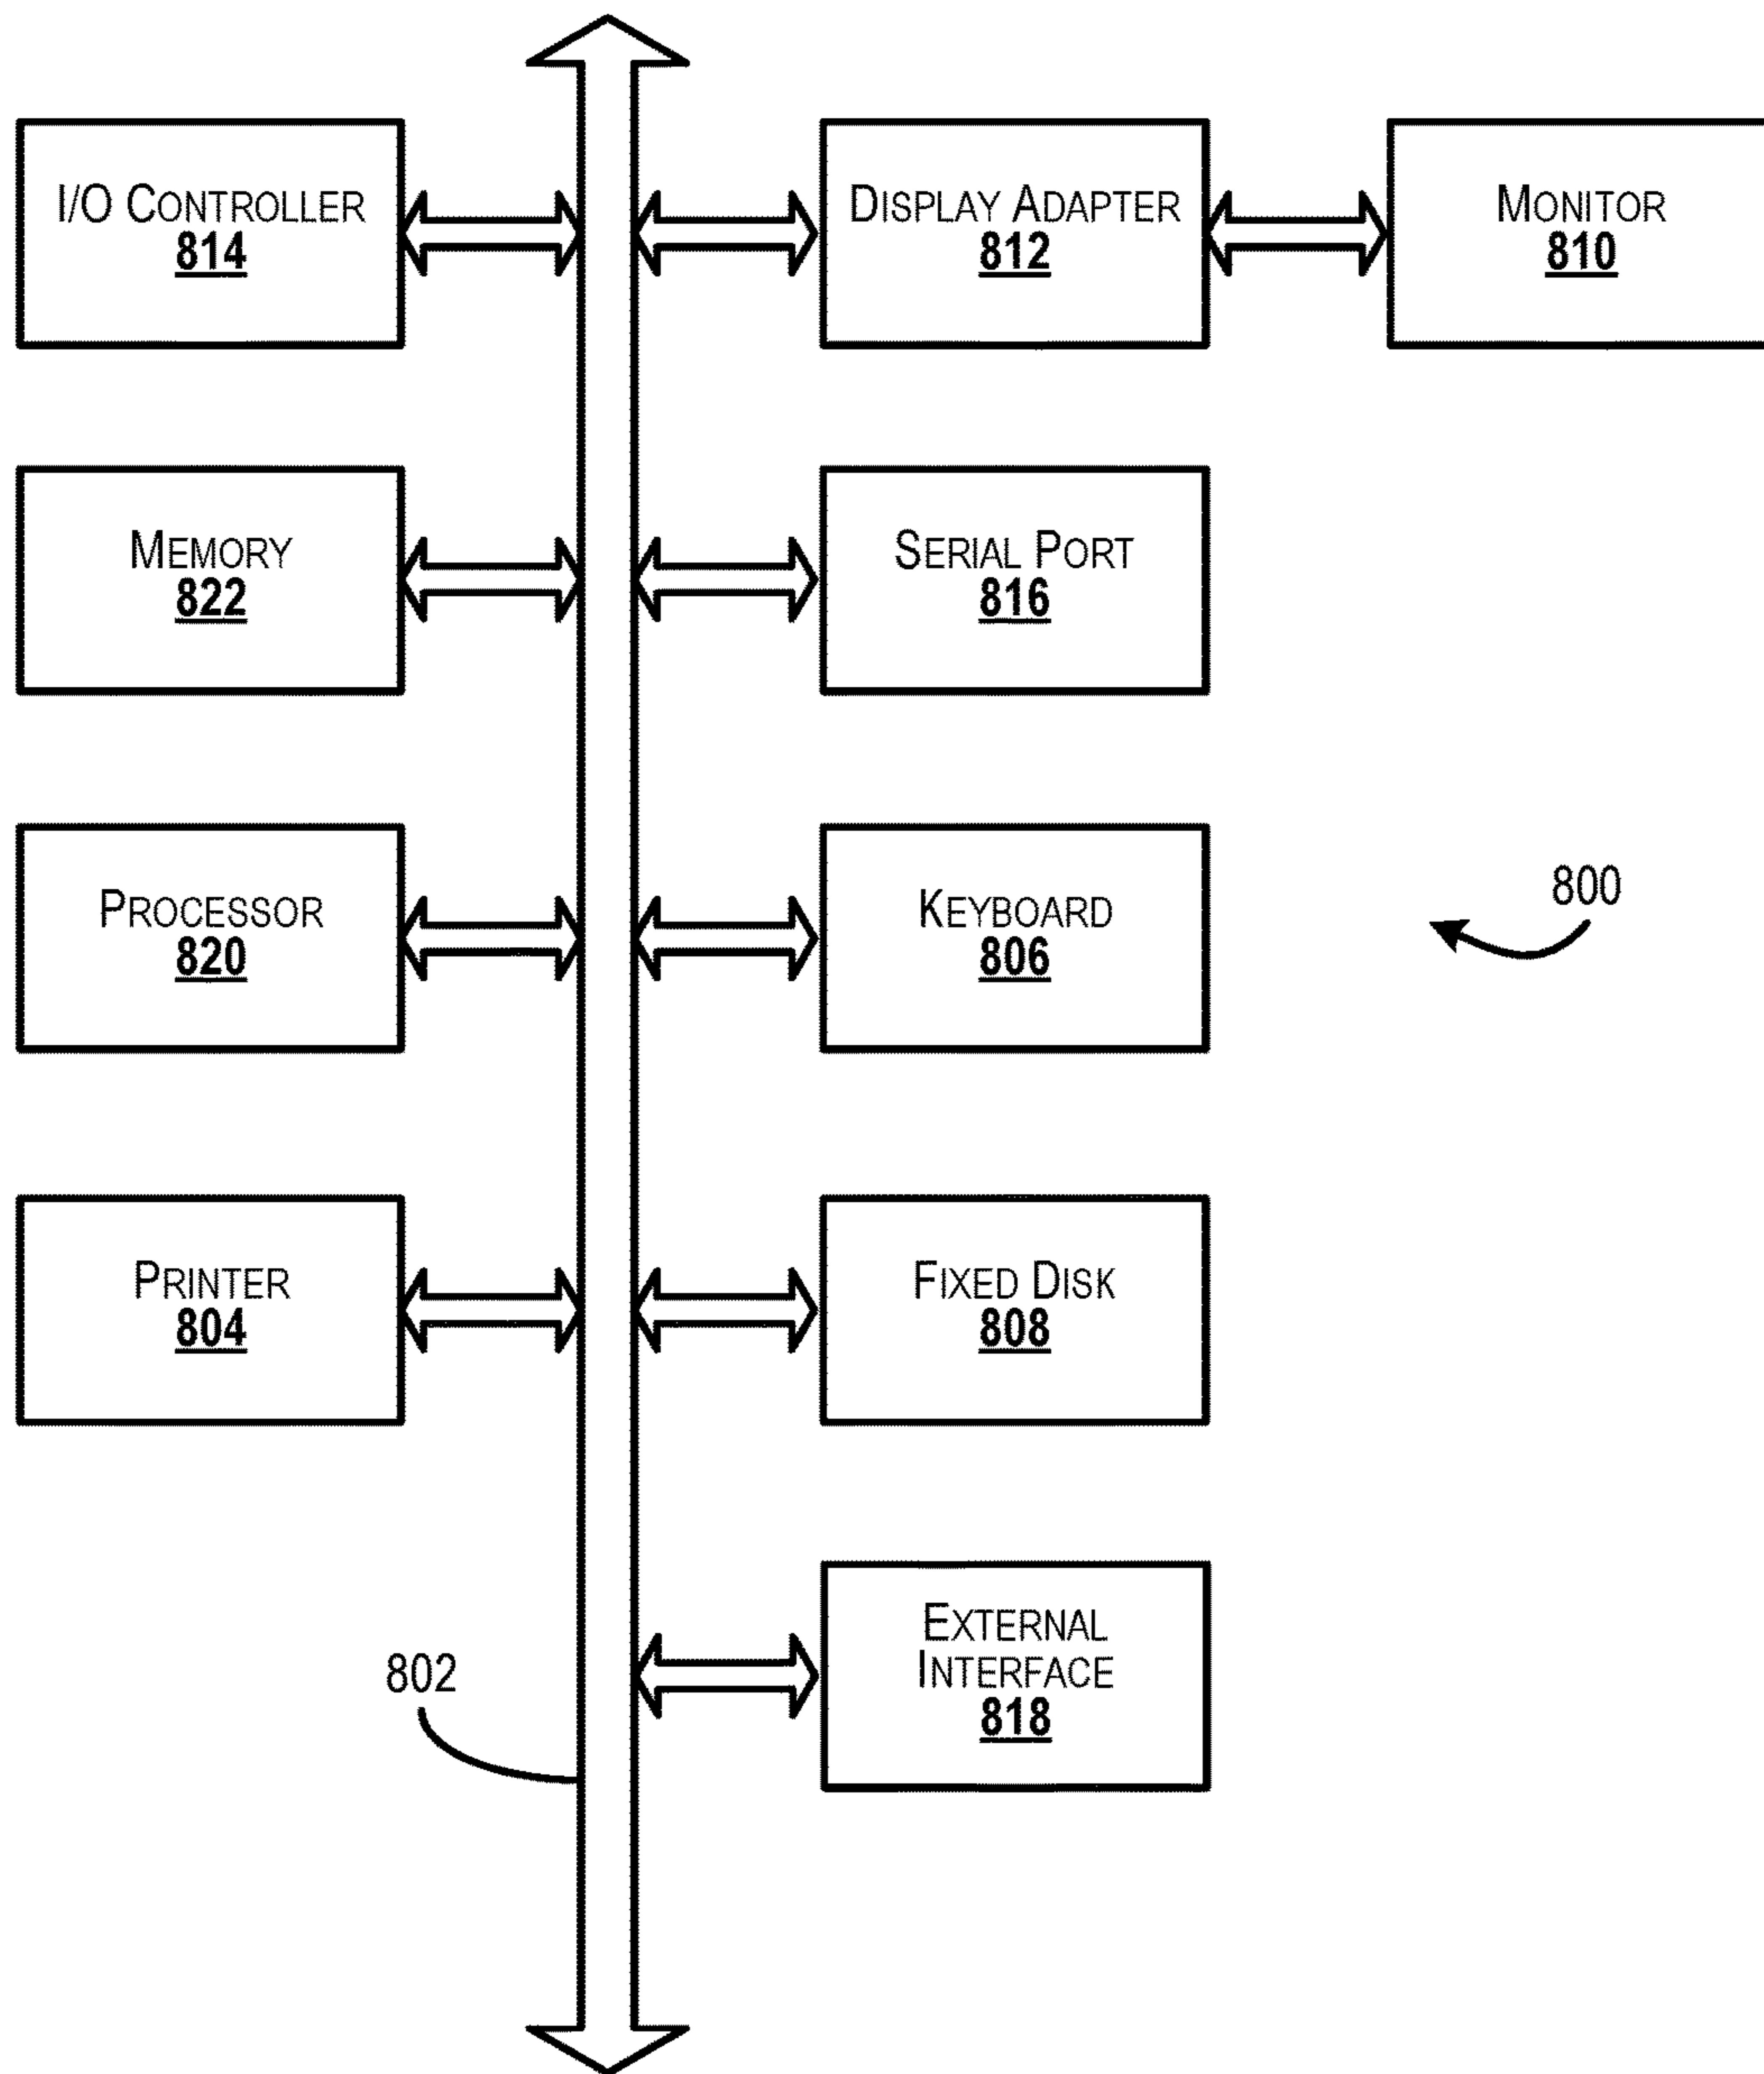 I/O CONTROLLER
814
DISPLAY ADAPTER
812
MONITOR
810
MEMORY
822
SERIAL PORT
816
PROCESSOR
820
KEYBOARD
806
800
PRINTER
804
FIXED DISK
808
EXTERNAL
INTERFACE
818
802